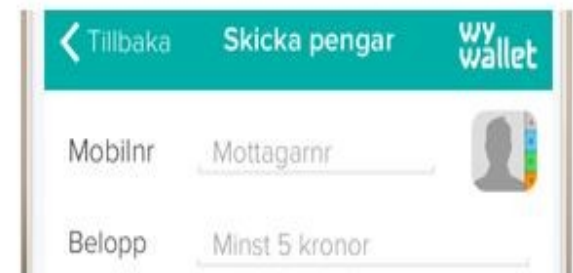 Tillbaka Skicka pengar wy wallet
Mobilnr Mottagarnr
Belopp Minst 5 kronor